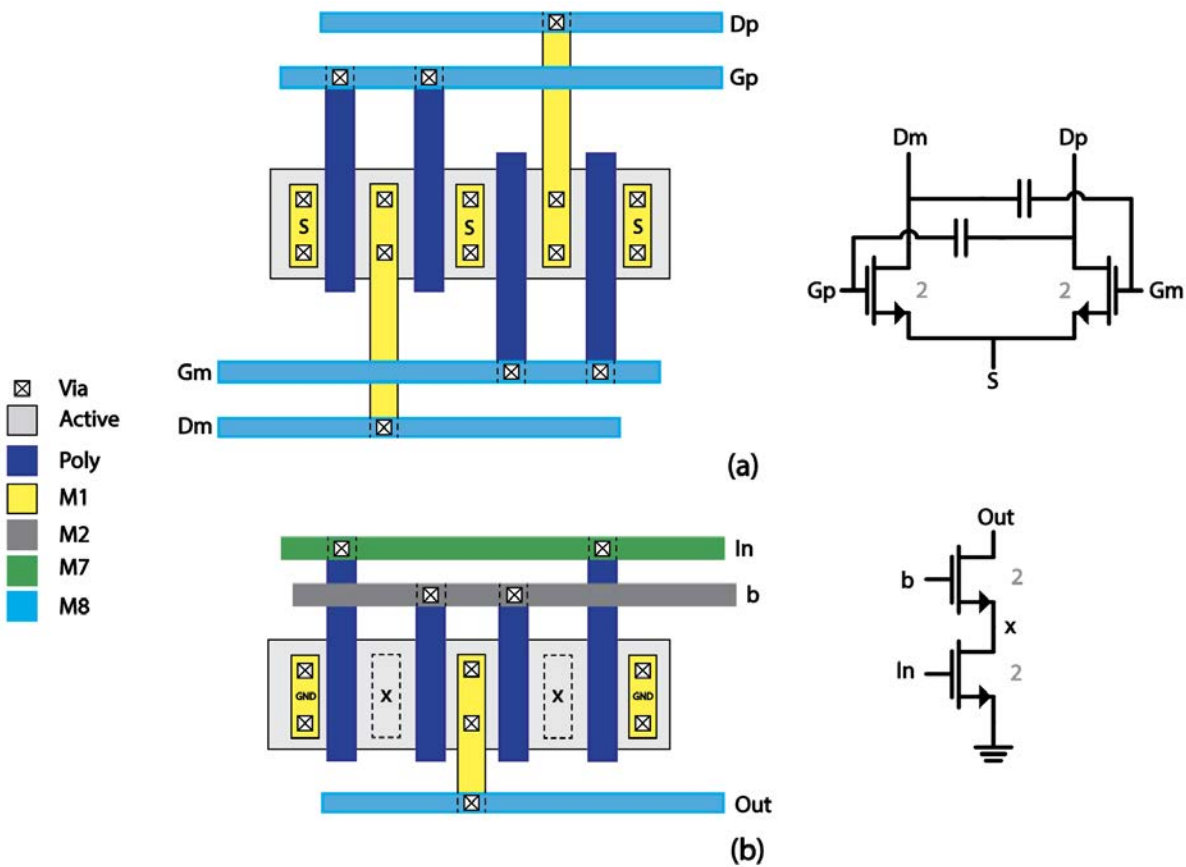 Dp
Gp
S
S
S
Gm
Dm
(a)
Dm
Dp
Gp
2
2
Gm
S
Via
Active
Poly
M1
M2
M7
M8
In
b
GND
X
X
GND
Out
(b)
Out
b
2
x
In
2